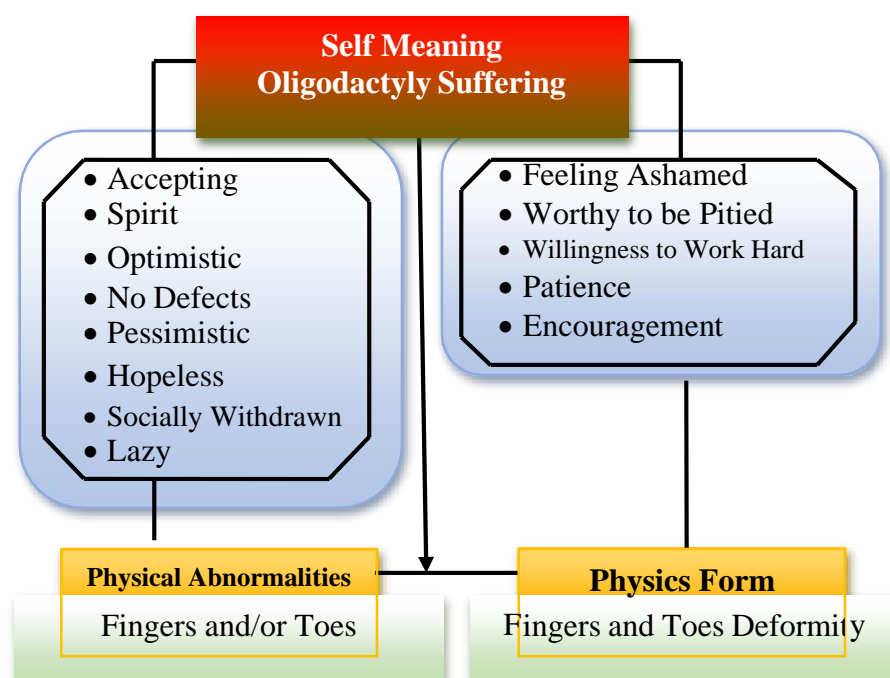 Self Meaning
Oligodactyly Suffering
• Accepting
• Spirit
• Optimistic
• No Defects
• Pessimistic
• Hopeless
• Socially Withdrawn
• Lazy
• Feeling Ashamed
• Worthy to be Pitied
• Willingness to Work Hard
• Patience
• Encouragement
Physical Abnormalities
Fingers and/or Toes
Physics Form
Fingers and Toes Deformity